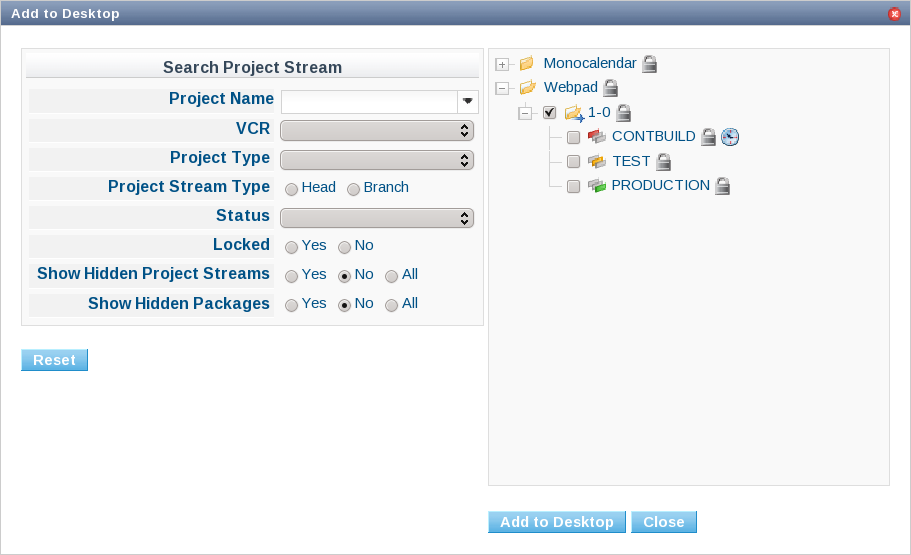 Add to Desktop
Search Project Stream
Project Name
VCR
Project Type
Project Stream Type Head Branch
Status
Locked Yes No
Show Hidden Project Streams Yes No All
Show Hidden Packages Yes No All
Reset
Monocalendar
Webpad
1-0
CONTBUILD
TEST
PRODUCTION
Add to Desktop Close